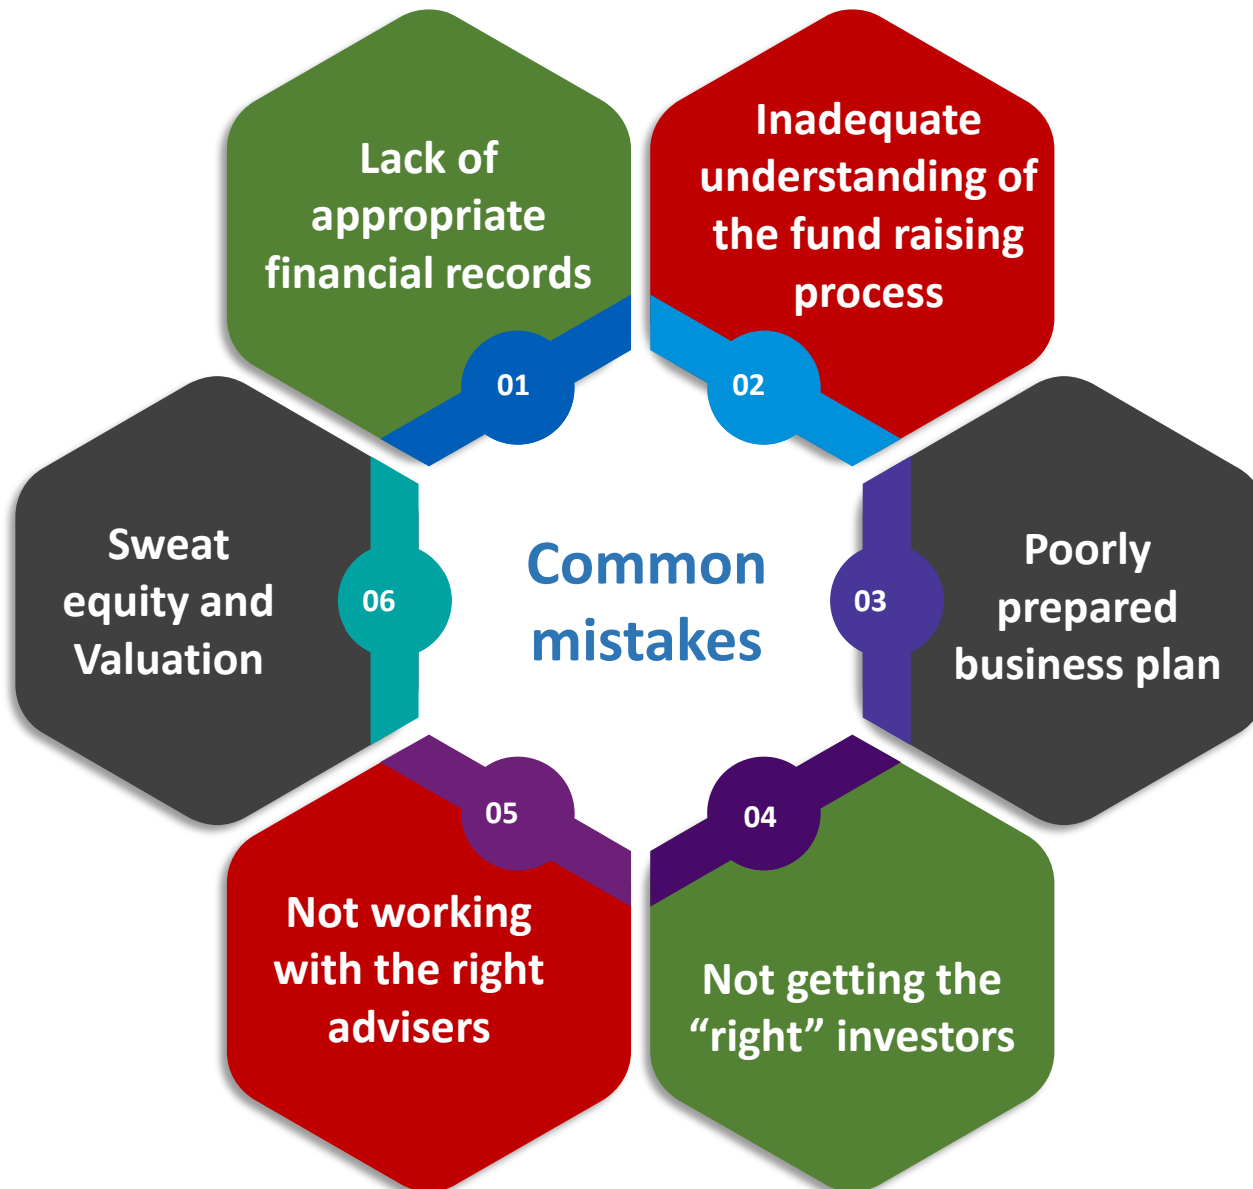 Lack of
appropriate
financial records
01
Inadequate
understanding of
the fund raising
process
02
Poorly
prepared
business plan
03
Not getting the
“right” investors
04
Not working
with the right
advisers
05
Sweat
equity and
Valuation
06
Common
mistakes